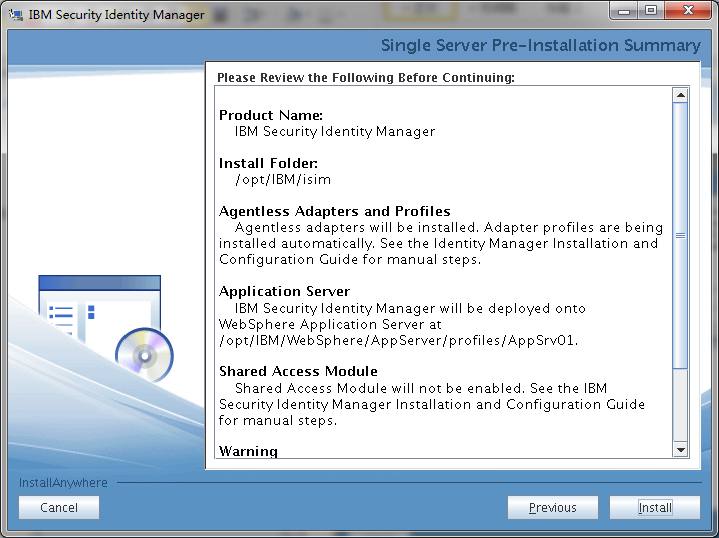 IBM Security Identity Manager
Single Server Pre-Installation Summary
Please Review the Following Before Continuing:
Product Name:
IBM Security Identity Manager
Install Folder:
/opt/IBM/isim
Agentless Adapters and Profiles
Agentless adapters will be installed. Adapter profiles are being
installed automatically. See the Identity Manager Installation and
Configuration Guide for manual steps.
Application Server
IBM Security Identity Manager will be deployed onto
WebSphere Application Server at
/opt/IBM/WebSphere/AppServer/profiles/AppSrv01.
Shared Access Module
Shared Access Module will not be enabled. See the IBM
Security Identity Manager Installation and Configuration Guide
for manual steps.
Warning
InstallAnywhere
Cancel
Previous
Install